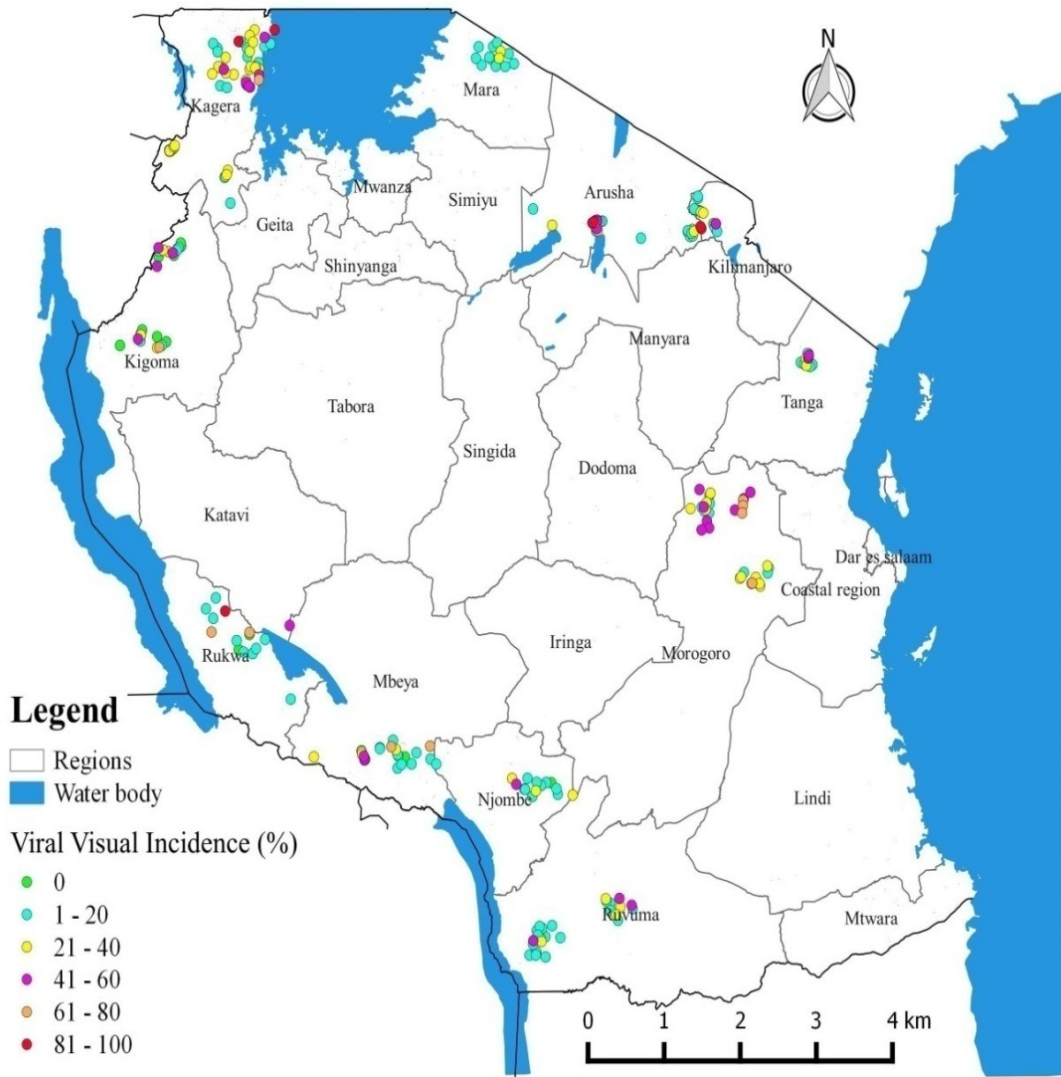 N
Mara
Kagera
Mwanza
Simiyu
Arusha
Geita
Shinyanga
Kilimanjaro
Kigoma
Manyara
Tabora
Tanga
Singida
Dodoma
Katavi
Dar es salaam
Coastal region
Iringa
Morogoro
Rukwa
Mbeya
Legend
Regions
Water body
Njombe
Lindi
Viral Visual Incidence (%)
0
1 - 20
21 - 40
41 - 60
61 - 80
81 - 100
Ruvuma
Mtwara
0 1 2 3 4 km